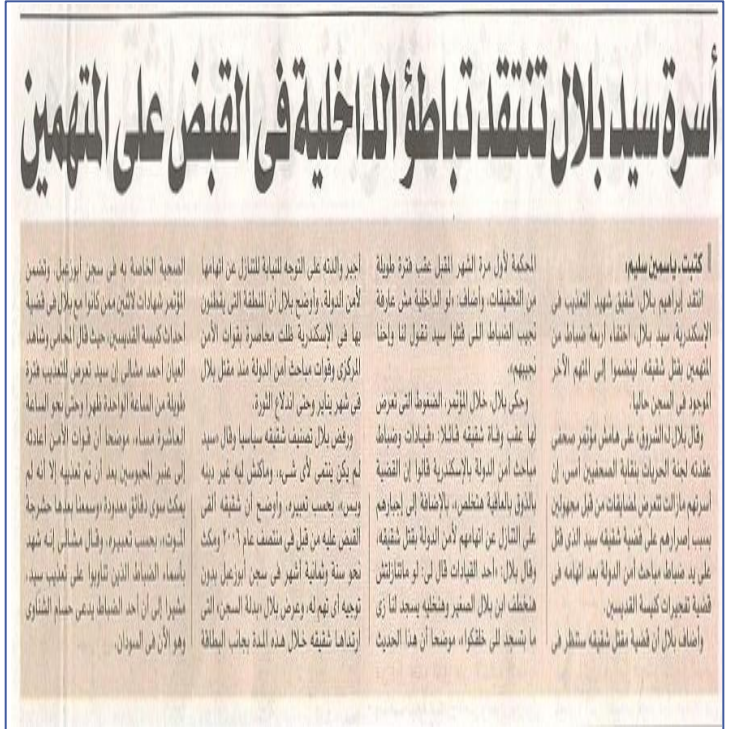 أسرة سيد بلال تنتقد تباطؤ الداخلية فى القبض على المتهمين
كتبت ـ ياسمين سليم:
انتقد إبراهيم بلال، شقيق شهيد التعذيب فى
الإسكندرية، سيد بلال، اختفاء أربعة ضباط من
المتهمين بقتل شقيقه، لينضموا إلى المتهم الآخر
الموجود فى السجن حاليا.
وقال بلال لـ«الشروق» على هامش مؤتمر صحفى
عقدته لجنة الحريات بنقابة الصحفيين أمس، إن
أسرتهم مازالت تتعرض لمضايقات من قبل مجهولين
بسبب إصرارهم على قضية شقيقه سيد الذى قتل
على يد ضباط مباحث أمن الدولة بعد اتهامه فى
قضية تفجيرات كنيسة القديسين.
وأضاف بلال أن قضية مقتل شقيقه ستنظر فى
المحكمة لأول مرة الشهر المقبل عقب فترة طويلة
من التحقيقات، وأضاف: «لو الداخلية مش عارفة
تجيب الضباط اللى قتلوا سيد تقول لنا وإحنا
نجيبهم».
وحكى بلال، خلال المؤتمر، الضغوط التى تعرض
لها عقب وفاة شقيقه قائلا: «قيادات وضباط
مباحث أمن الدولة بالإسكندرية قالوا إن القضية
بالذوق بالعافية هتخلص»، بالإضافة إلى إجبارهم
على التنازل عن اتهامهم لأمن الدولة بقتل شقيقه،
وقال بلال: «أحد القيادات قال لى: لو ماتنازلتش
هنخطف ابن بلال الصغير وهنخليه يسجد لنا زى
ما بتسجد للى خلقكوا»، موضحا أن هذا الحديث
أجبر والدته على التوجه للنيابة للتنازل عن اتهامها
لأمن الدولة، وأوضح بلال أن المنطقة التى يقطنون
بها فى الإسكندرية ظلت محاصرة بقوات الأمن
المركزى وقوات مباحث أمن الدولة منذ مقتل بلال
فى شهر يناير وحتى اندلاع الثورة.
ورفض بلال تصنيف شقيقه سياسيا وقال «سيد
لم يكن ينتمى لأى شىء، وماكنش ليه غير دينه
وبس»، بحسب تعبيره، وأوضح أن شقيقه ألقى
القبض عليه من قبل فى منتصف عام ٢٠٠٦ ومكث
نحو سنة وثمانية أشهر فى سجن أبوزعبل بدون
توجيه أى تهم له، وعرض بلال «بدلة السجن» التى
ارتداها شقيقه خلال هذه المدة بجانب البطاقة
الصحية الخاصة به فى سجن أبوزعبل، وتضمن
المؤتمر شهادات لاثنين ممن كانوا مع بلال فى قضية
أحداث كنيسة القديسين، حيث قال المحامى وشاهد
العيان أحمد مشالى إن سيد تعرض للتعذيب فترة
طويلة من الساعة الواحدة ظهرا وحتى نحو الساعة
العاشرة مساء، موضحا أن قوات الأمن أعادته
إلى عنبر المحبوسين بعد أن تم تعذيبه إلا أنه لم
يمكث سوى دقائق معدودة «وسمعنا بعدها حشرجة
الموت»، بحسب تعبيره، وقال مشالى إنه شهد
بأسماء الضباط الذين تناوبوا على تعذيب سيد،
مشيرا إلى أن أحد الضباط يدعى حسام الشناوى
وهو الآن فى السودان.